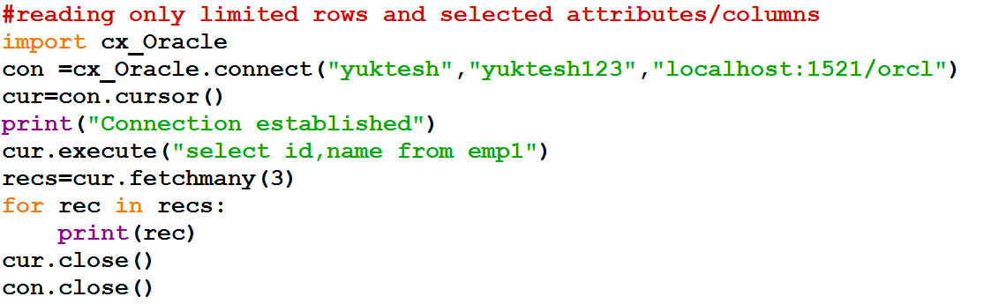 #reading only limited rows and selected attributes/columns
import cx_Oracle
con =cx_Oracle.connect("yuktesh","yuktesh123","localhost:1521/orcl")
cur=con.cursor()
print("Connection established")
cur.execute("select id,name from emp1")
recs=cur.fetchmany(3)
for rec in recs:
    print(rec)
cur.close()
con.close()